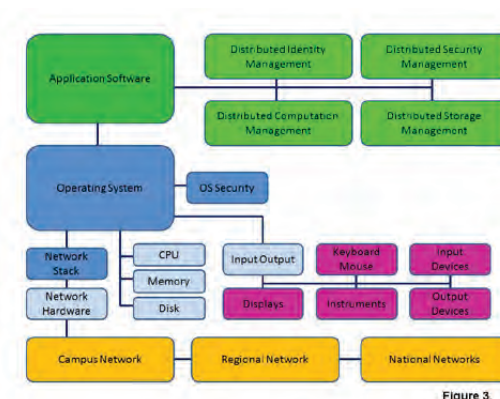 Distributed Identity
Management
Distributed Security
Management
Application Software
Distributed Computation
Management
Distributed Storage
Management
Operating System
OS Security
Network
Stack
CPU
Input Output
Keyboard
Mouse
Input
Devices
Memory
Network
Hardware
Disk
Displays
Instruments
Output
Devices
Campus Network
Regional Network
National Networks
Figure 3.